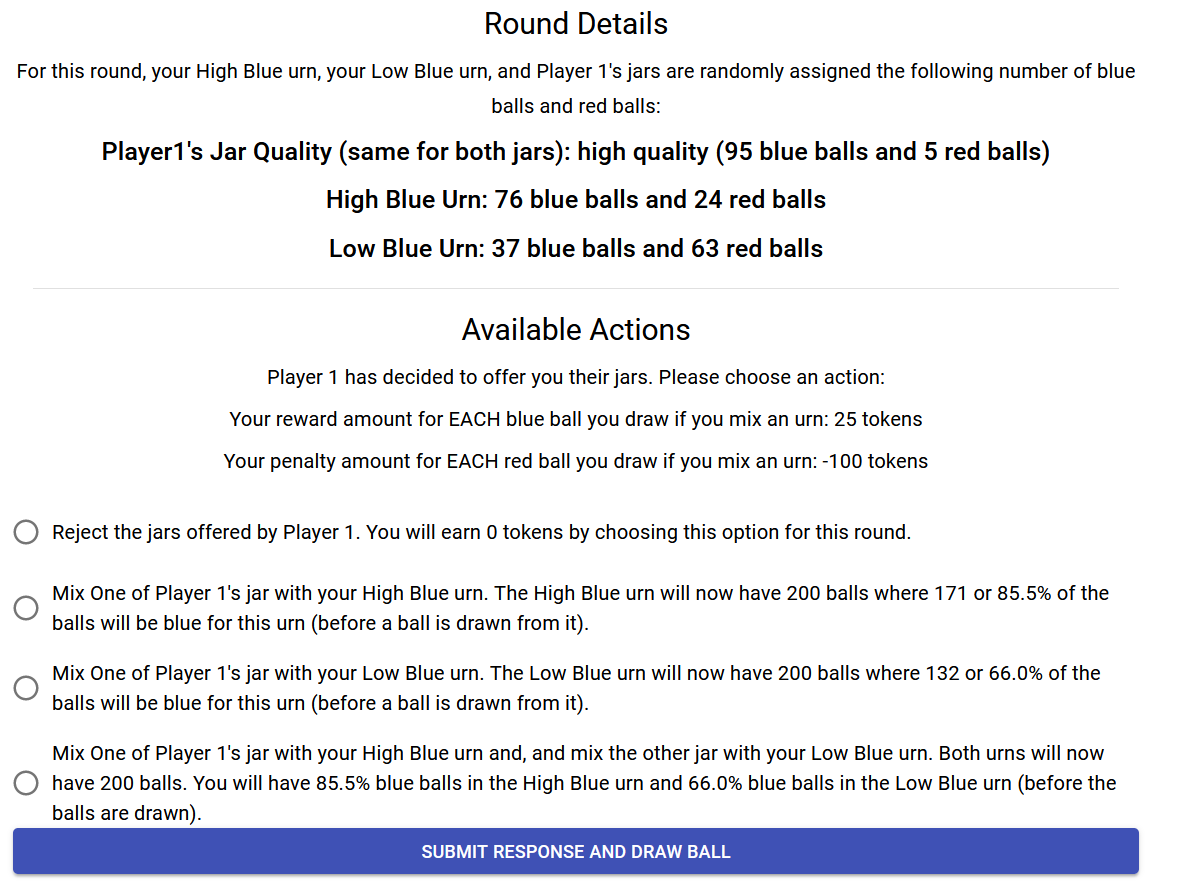 Round Details
For this round, your High Blue urn, your Low Blue urn, and Player 1's jars are randomly assigned the following number of blue
balls and red balls:
Player1's Jar Quality (same for both jars): high quality (95 blue balls and 5 red balls)
High Blue Urn: 76 blue balls and 24 red balls
Low Blue Urn: 37 blue balls and 63 red balls
Available Actions
Player 1 has decided to offer you their jars. Please choose an action:
Your reward amount for EACH blue ball you draw if you mix an urn: 25 tokens
Your penalty amount for EACH red ball you draw if you mix an urn: -100 tokens
Reject the jars offered by Player 1. You will earn 0 tokens by choosing this option for this round.
Mix One of Player 1's jar with your High Blue urn. The High Blue urn will now have 200 balls where 171 or 85.5% of the
balls will be blue for this urn (before a ball is drawn from it).
Mix One of Player 1's jar with your Low Blue urn. The Low Blue urn will now have 200 balls where 132 or 66.0% of the
balls will be blue for this urn (before a ball is drawn from it).
Mix One of Player 1's jar with your High Blue urn and, and mix the other jar with your Low Blue urn. Both urns will now
have 200 balls. You will have 85.5% blue balls in the High Blue urn and 66.0% blue balls in the Low Blue urn (before the
balls are drawn).
SUBMIT RESPONSE AND DRAW BALL